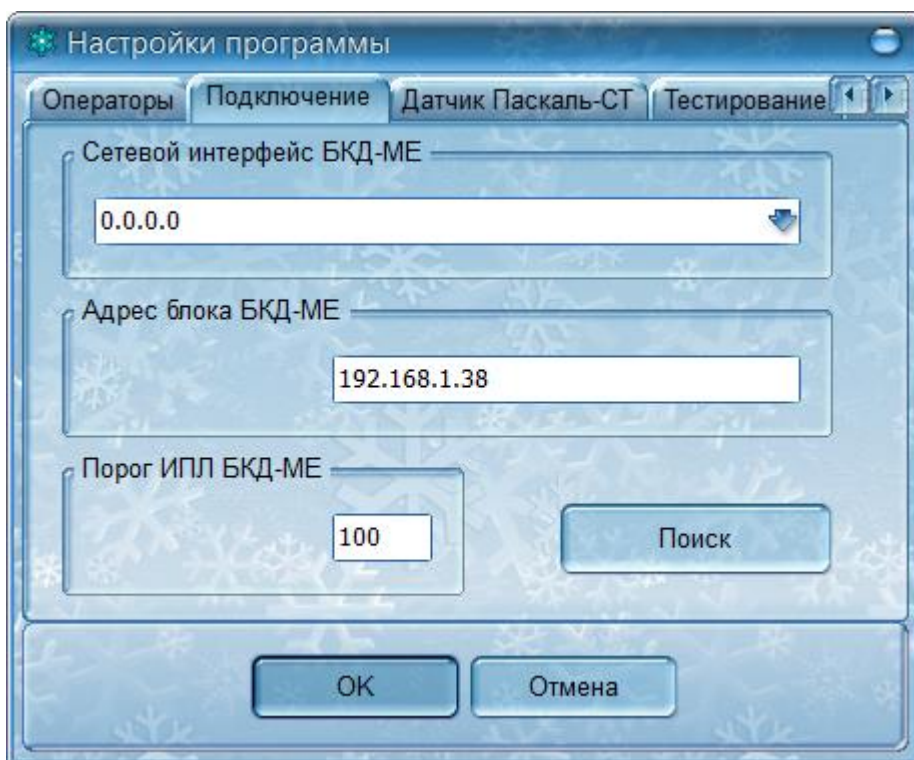 Настройки программы
Операторы Подключение Датчик Паскаль-СТ Тестирование
Сетевой интерфейс БКД-МЕ
0.0.0.0
Адрес блока БКД-МЕ
192.168.1.38
Порог ИПЛ БКД-МЕ
100
Поиск
OK Отмена